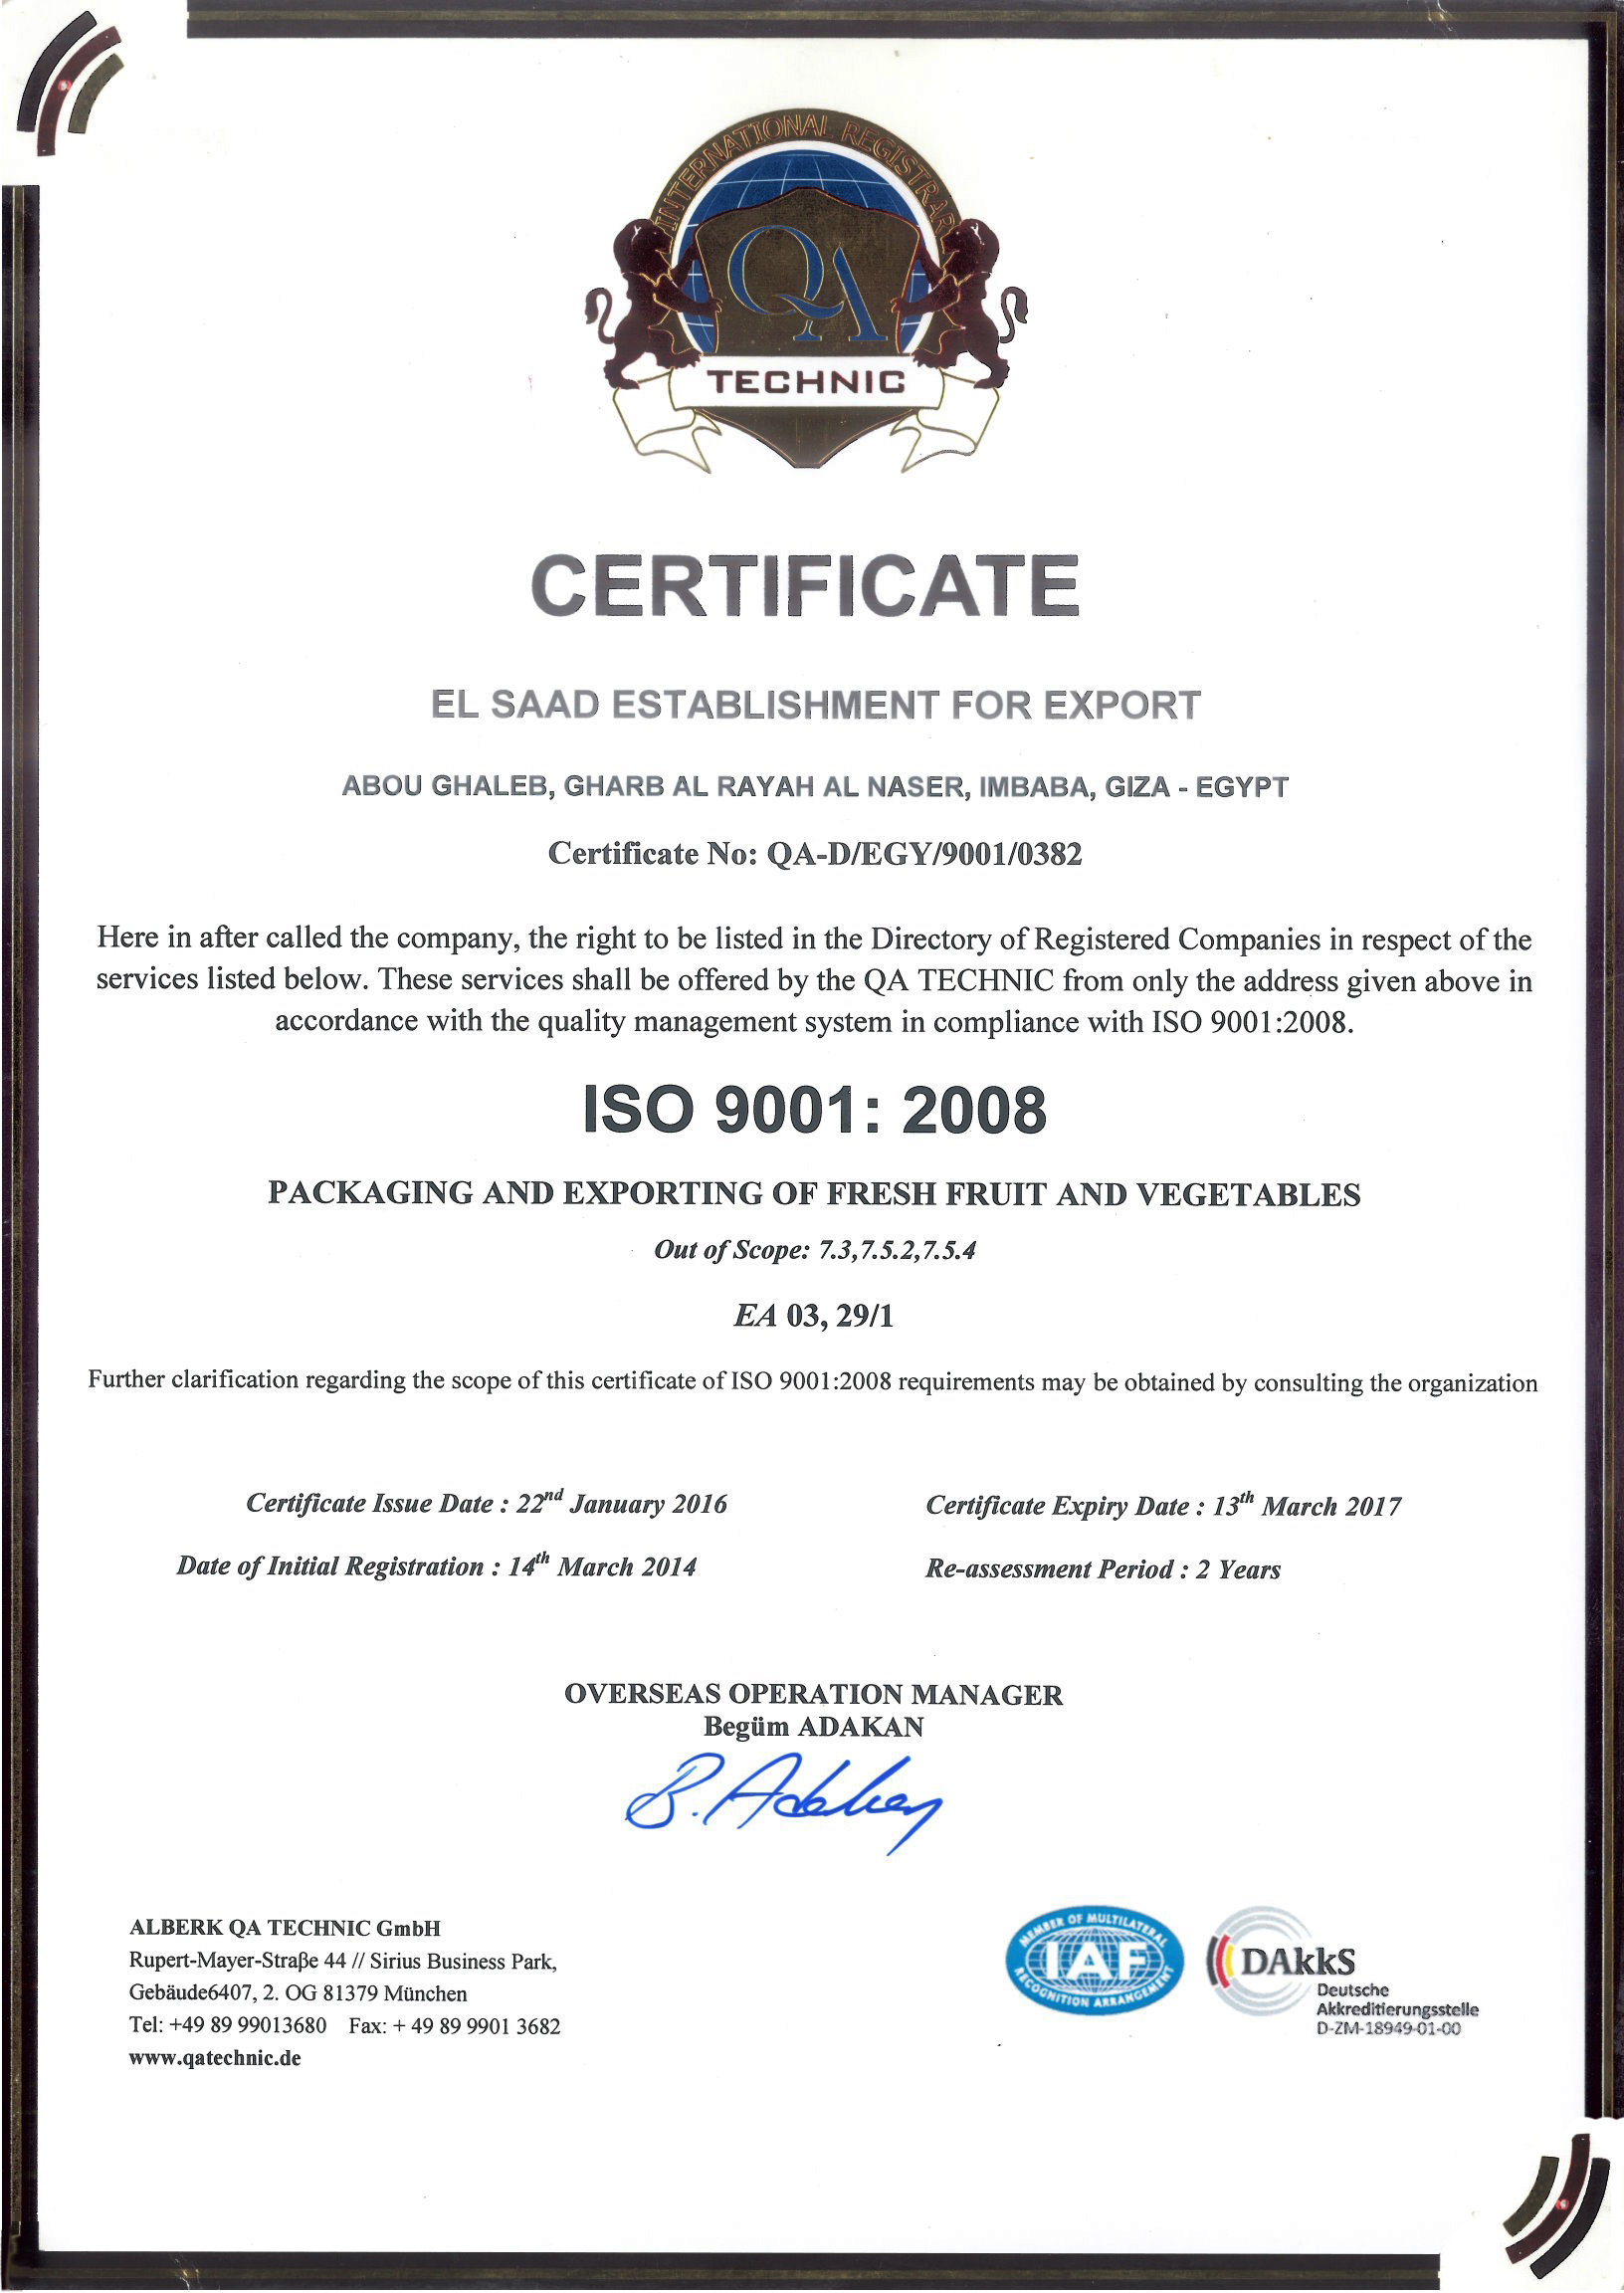 INTERNATIONAL REGISTRAR
QA
TECHNIC
CERTIFICATE
EL SAAD ESTABLISHMENT FOR EXPORT
ABOU GHALEB, GHARB AL RAYAH AL NASER, IMBABA, GIZA - EGYPT
Certificate No: QA-D/EGY/9001/0382
Here in after called the company, the right to be listed in the Directory of Registered Companies in respect of the
services listed below. These services shall be offered by the QA TECHNIC from only the address given above in
accordance with the quality management system in compliance with ISO 9001:2008.
ISO 9001: 2008
PACKAGING AND EXPORTING OF FRESH FRUIT AND VEGETABLES
Out of Scope: 7.3,7.5.2,7.5.4
EA 03, 29/1
Further clarification regarding the scope of this certificate of ISO 9001:2008 requirements may be obtained by consulting the organization
Certificate Issue Date : 22nd January 2016
Certificate Expiry Date : 13th March 2017
Date of Initial Registration : 14th March 2014
Re-assessment Period : 2 Years
OVERSEAS OPERATION MANAGER
Begüm ADAKAN
B. Adakan
ALBERK QA TECHNIC GmbH
Rupert-Mayer-Straße 44 // Sirius Business Park,
Gebäude6407, 2. OG 81379 München
Tel: +49 89 99013680 Fax: + 49 89 9901 3682
www.qatechnic.de
MEMBER OF MULTILATERAL
IAF
RECOGNITION ARRANGEMENT
DAkkS
Deutsche
Akkreditierungsstelle
D-ZM-18949-01-00